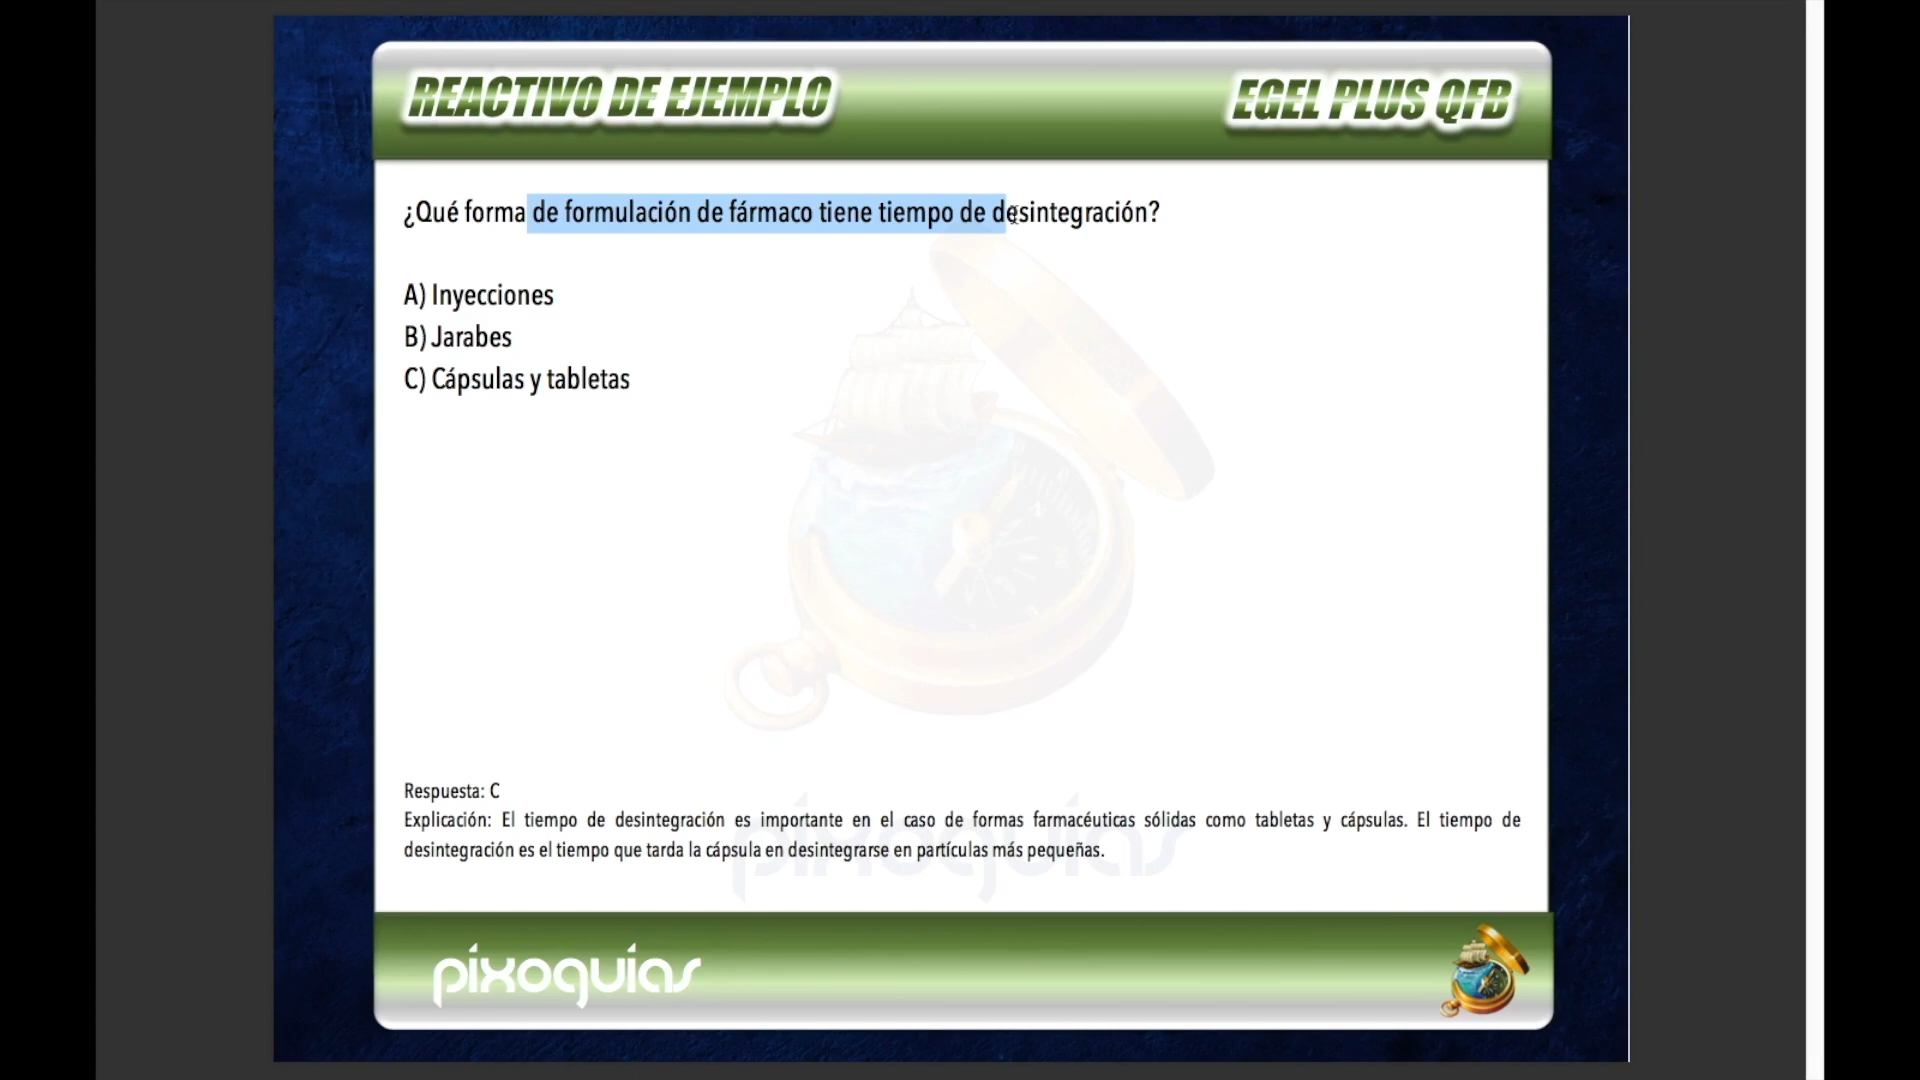 REACTIVO DE EJEMPLO
EGEL PLUS QFB
¿Qué forma de formulación de fármaco tiene tiempo de desintegración?
A) Inyecciones
B) Jarabes
C) Cápsulas y tabletas
Respuesta: C
Explicación: El tiempo de desintegración es importante en el caso de formas farmacéuticas sólidas como tabletas y cápsulas. El tiempo de
desintegración es el tiempo que tarda la cápsula en desintegrarse en partículas más pequeñas.
pixoguías
pixoguías